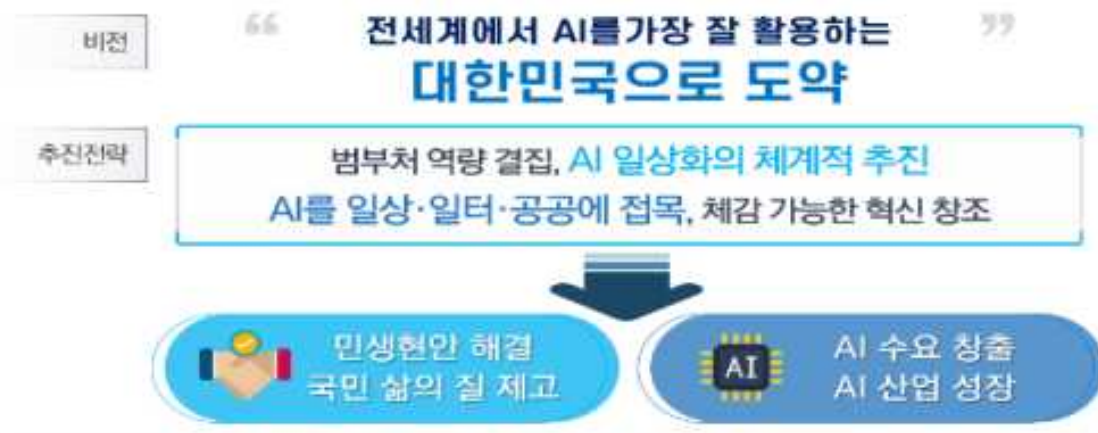 비전
“ 전세계에서 AI를가장 잘 활용하는 ”
대한민국으로 도약
추진전략
범부처 역량 결집, AI 일상화의 체계적 추진
AI를 일상·일터·공공에 접목, 체감 가능한 혁신 창조
민생현안 해결
국민 삶의 질 제고
AI
AI 수요 창출
AI 산업 성장